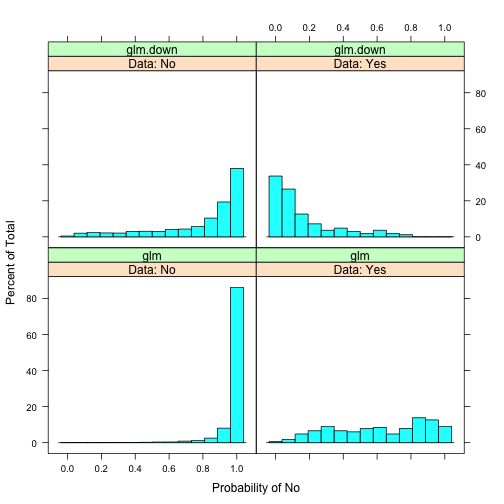 0.0 0.2 0.4 0.6 0.8 1.0
glm.down glm.down
Data: No Data: Yes
80
60
40
20
0
glm glm
Data: No Data: Yes
80
60
40
20
0
0.0 0.2 0.4 0.6 0.8 1.0
Percent of Total
Probability of No